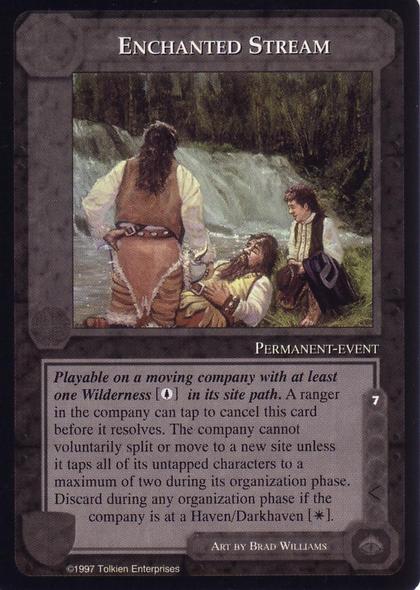 Enchanted Stream
Permanent-event
Playable on a moving company with at least
one Wilderness [ ] in its site path. A ranger
in the company can tap to cancel this card
before it resolves. The company cannot
voluntarily split or move to a new site unless
it taps all of its untapped characters to a
maximum of two during its organization phase.
Discard during any organization phase if the
company is at a Haven/Darkhaven [☀].
7
Art by Brad Williams
©1997 Tolkien Enterprises